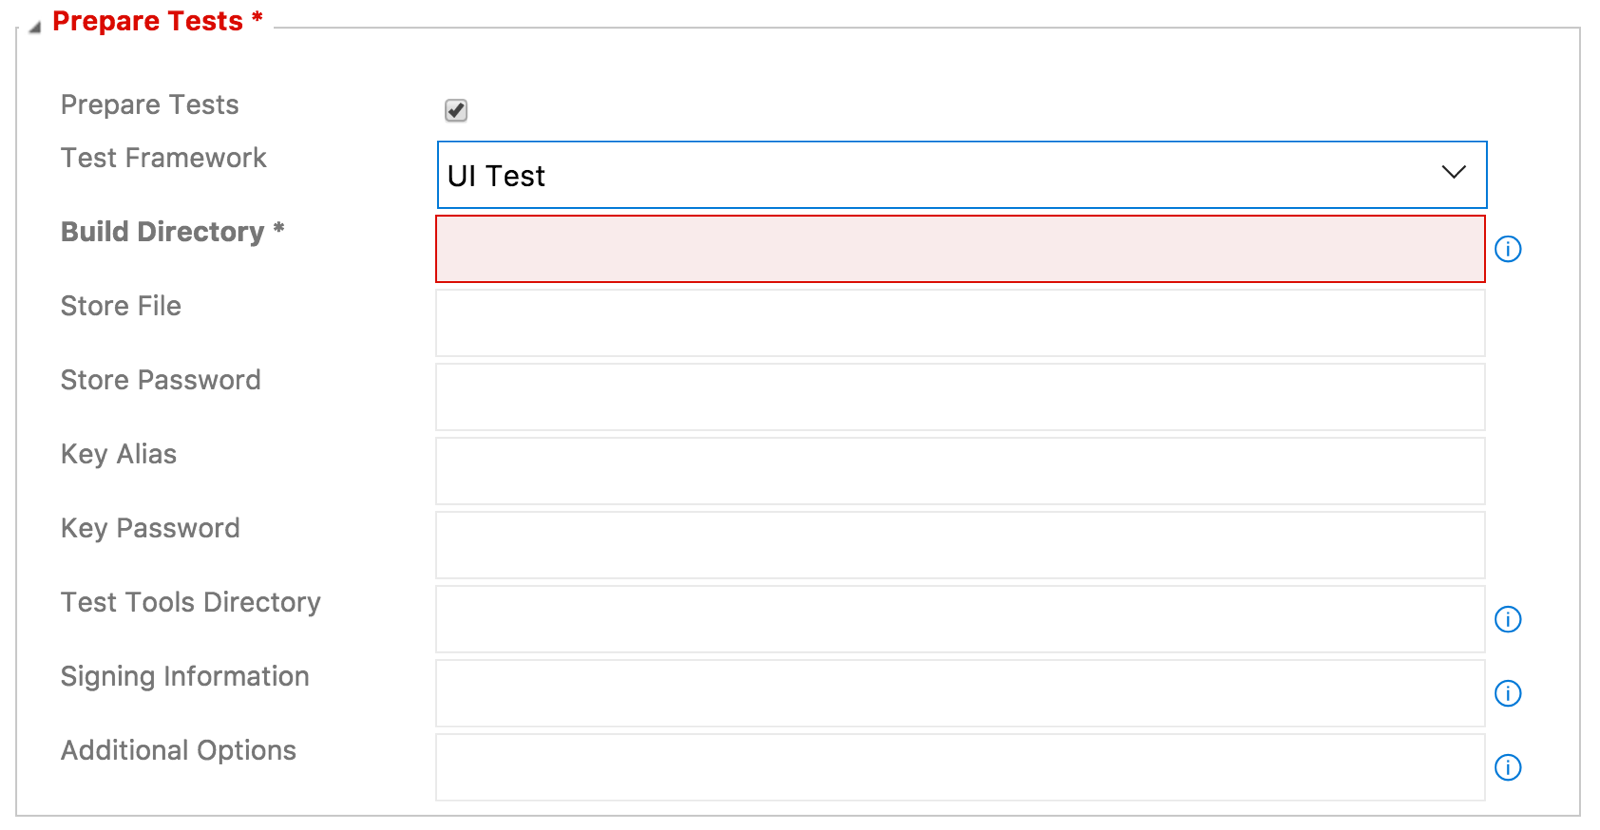 Prepare Tests *
Prepare Tests
Test Framework
UI Test
Build Directory *
Store File
Store Password
Key Alias
Key Password
Test Tools Directory
Signing Information
Additional Options